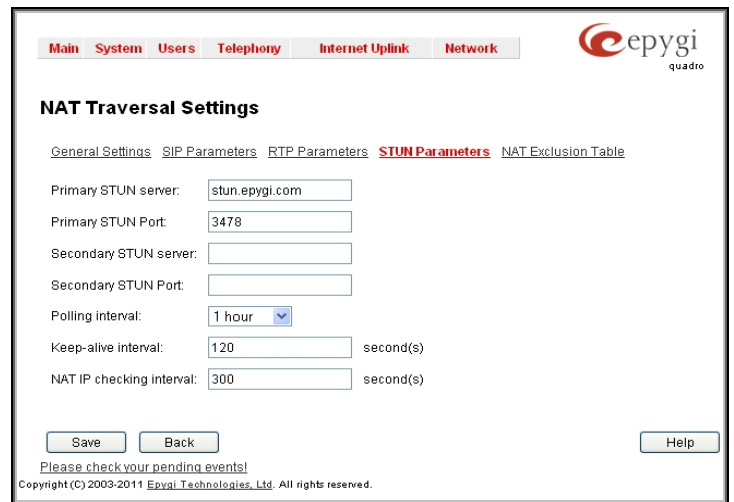 Main System Users Telephony Internet Uplink Network
epygi
quadro
NAT Traversal Settings
General Settings SIP Parameters RTP Parameters STUN Parameters NAT Exclusion Table
Primary STUN server: stun.epygi.com
Primary STUN Port: 3478
Secondary STUN server:
Secondary STUN Port:
Polling interval: 1 hour
Keep-alive interval: 120 second(s)
NAT IP checking interval: 300 second(s)
Save Back Help
Please check your pending events!
Copyright (C) 2003-2011 Epygi Technologies, Ltd. All rights reserved.